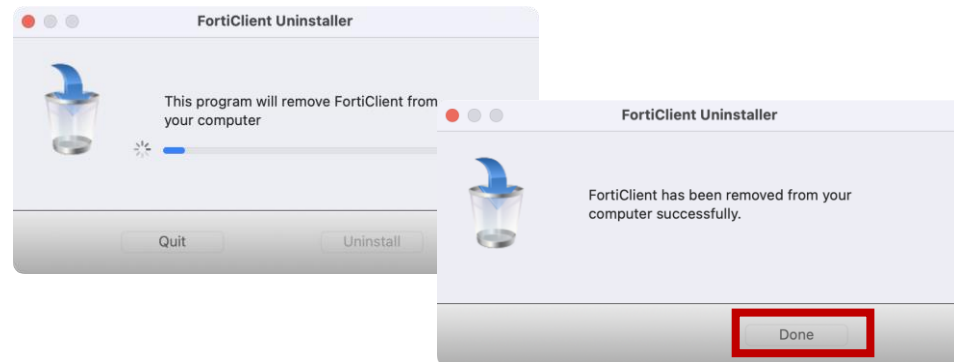 FortiClient Uninstaller
This program will remove FortiClient from
your computer
Quit
Uninstall
FortiClient Uninstaller
FortiClient has been removed from your
computer successfully.
Done